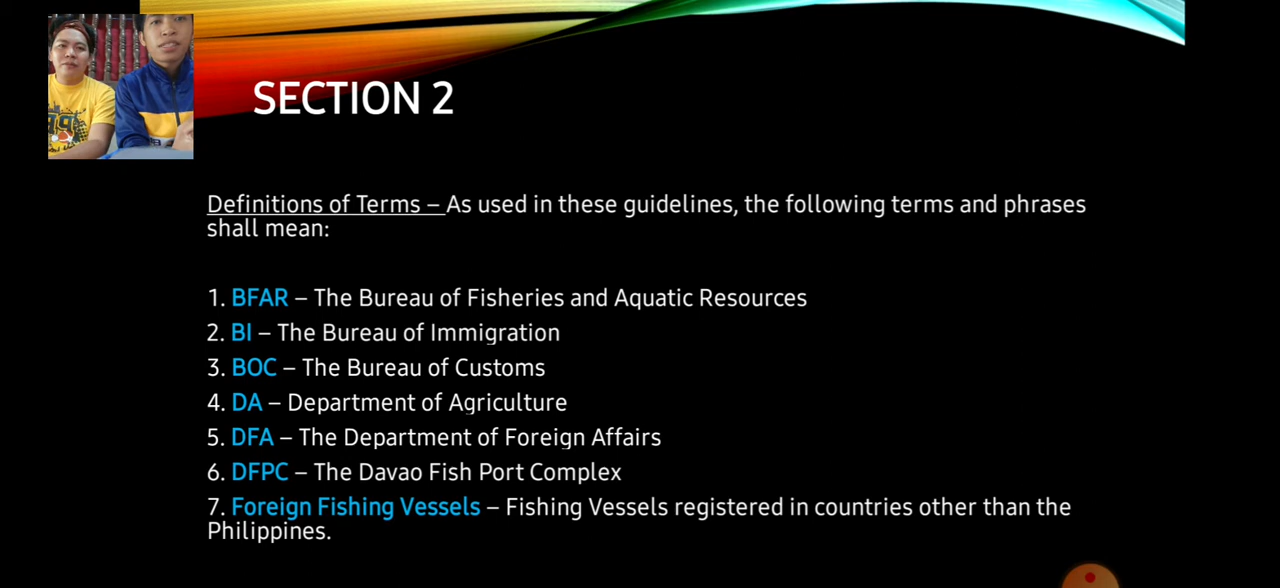 SECTION 2
Definitions of Terms – As used in these guidelines, the following terms and phrases
shall mean:
1. BFAR – The Bureau of Fisheries and Aquatic Resources
2. BI – The Bureau of Immigration
3. BOC – The Bureau of Customs
4. DA – Department of Agriculture
5. DFA – The Department of Foreign Affairs
6. DFPC – The Davao Fish Port Complex
7. Foreign Fishing Vessels – Fishing Vessels registered in countries other than the
Philippines.